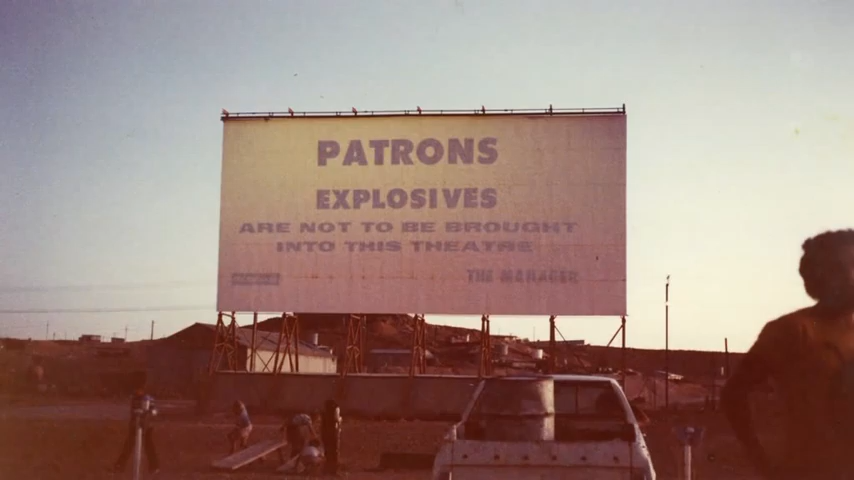 PATRONS
EXPLOSIVES
ARE NOT TO BE BROUGHT
INTO THIS THEATRE
THE MANAGER